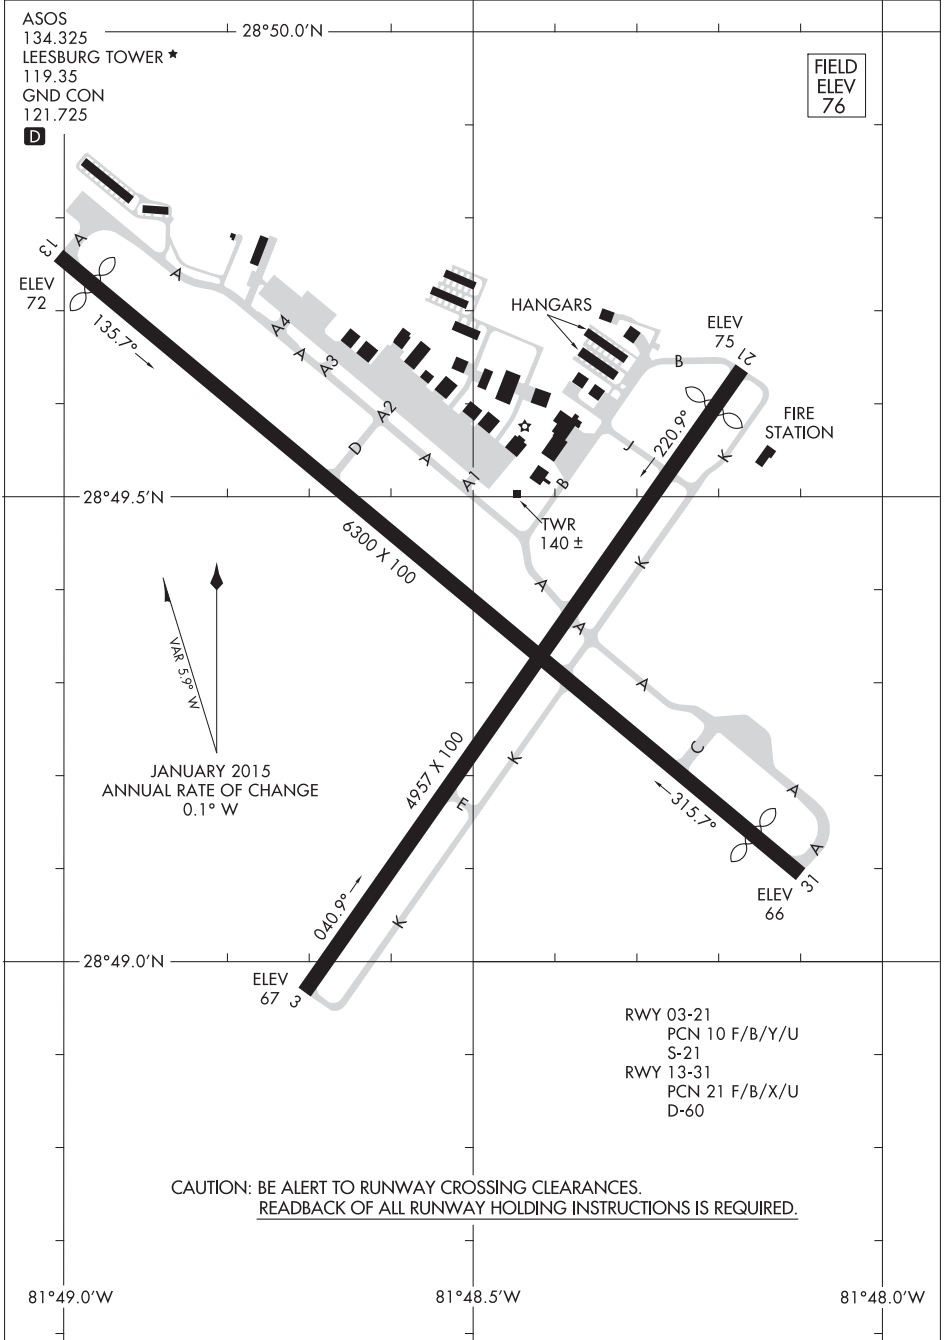 ASOS
134.325
LEESBURG TOWER ★
119.35
GND CON
121.725
D
28°50.0'N
FIELD
ELEV
76
13
A
A
ELEV
72
135.7°
HANGARS
ELEV
75
21
A4
A
A3
B
A2
D
A
A1
220.9°
J
K
FIRE
STATION
B
28°49.5'N
6300 X 100
TWR
140 ±
K
A
A
A
VAR 5.9° W
JANUARY 2015
ANNUAL RATE OF CHANGE
0.1° W
4957 X 100
K
C
A
E
315.7°
A
31
ELEV
66
040.9°
K
28°49.0'N
ELEV
67
3
RWY 03-21
PCN 10 F/B/Y/U
S-21
RWY 13-31
PCN 21 F/B/X/U
D-60
CAUTION: BE ALERT TO RUNWAY CROSSING CLEARANCES.
READBACK OF ALL RUNWAY HOLDING INSTRUCTIONS IS REQUIRED.
81°49.0'W
81°48.5'W
81°48.0'W